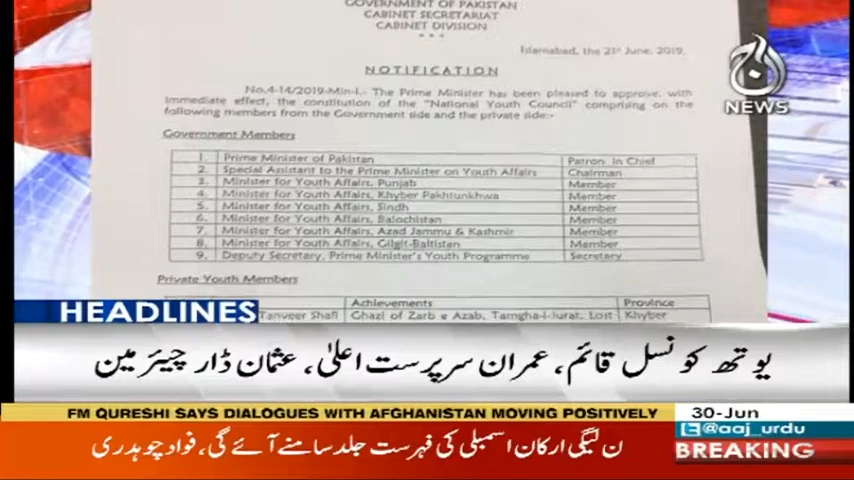 GOVERNMENT OF PAKISTAN
CABINET SECRETARIAT
CABINET DIVISION
***
Islamabad, the 21st June, 2019.
NOTIFICATION
No.4-14/2019-Min-I.- The Prime Minister has been pleased to approve, with
immediate effect, the constitution of the "National Youth Council" comprising on the
following members from the Government side and the private side:-
Government Members
1. Prime Minister of Pakistan Patron in Chief
2. Special Assistant to the Prime Minister on Youth Affairs Chairman
3. Minister for Youth Affairs, Punjab Member
4. Minister for Youth Affairs, Khyber Pakhtunkhwa Member
5. Minister for Youth Affairs, Sindh Member
6. Minister for Youth Affairs, Balochistan Member
7. Minister for Youth Affairs, Azad Jammu & Kashmir Member
8. Minister for Youth Affairs, Gilgit-Baltistan Member
9. Deputy Secretary, Prime Minister's Youth Programme Secretary
Private Youth Members
Achievements Province
Tanveer Shafi Ghazi of Zarb e Azab, Tamgha-i-Jurat, Lost Khyber
آج
NEWS
HEADLINES
یوتھ کونسل قائم، عمران سرپرست اعلیٰ، عثمان ڈار چیئرمین
FM QURESHI SAYS DIALOGUES WITH AFGHANISTAN MOVING POSITIVELY
30-Jun
@aaj_urdu
BREAKING
ن لیگی ارکان اسمبلی کی فہرست جلد سامنے آئے گی، فواد چوہدری